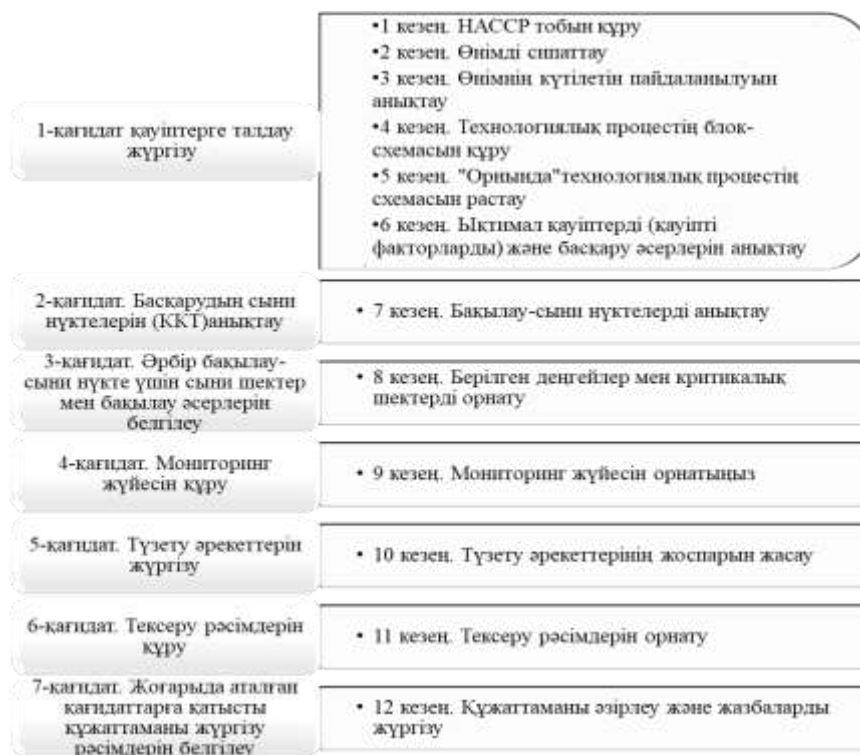 1-қағидат қауіптерге талдау
жүргізу
•1 кезең. НАССР тобын құру
•2 кезең. Өнімді сипаттау
•3 кезең. Өнімнің күтілетін пайдаланылуын
анықтау
•4 кезең. Технологиялық процестің блок-
схемасын құру
•5 кезең. "Орнында"технологиялық процестің
схемасын растау
•6 кезең. Ықтимал қауіптерді (қауіпті
факторларды) және басқару әсерлерін анықтау
2-қағидат. Басқарудың сыни
нүктелерін (ККТ)анықтау
• 7 кезең. Бақылау-сыни нүктелерді анықтау
3-қағидат. Әрбір бақылау-
сыни нүкте үшін сыни шектер
мен бақылау әсерлерін
белгілеу
• 8 кезең. Берілген деңгейлер мен критикалық
шектерді орнату
4-қағидат. Мониторинг
жүйесін құру
• 9 кезең. Мониторинг жүйесін орнатыңыз
5-қағидат. Түзету әрекеттерін
жүргізу
• 10 кезең. Түзету әрекеттерінің жоспарын жасау
6-қағидат. Тексеру рәсімдерін
құру
• 11 кезең. Тексеру рәсімдерін орнату
7-қағидат. Жоғарыда аталған
қағидаттарға қатысты
құжаттаманы жүргізу
рәсімдерін белгілеу
• 12 кезең. Құжаттаманы әзірлеу және жазбаларды
жүргізу